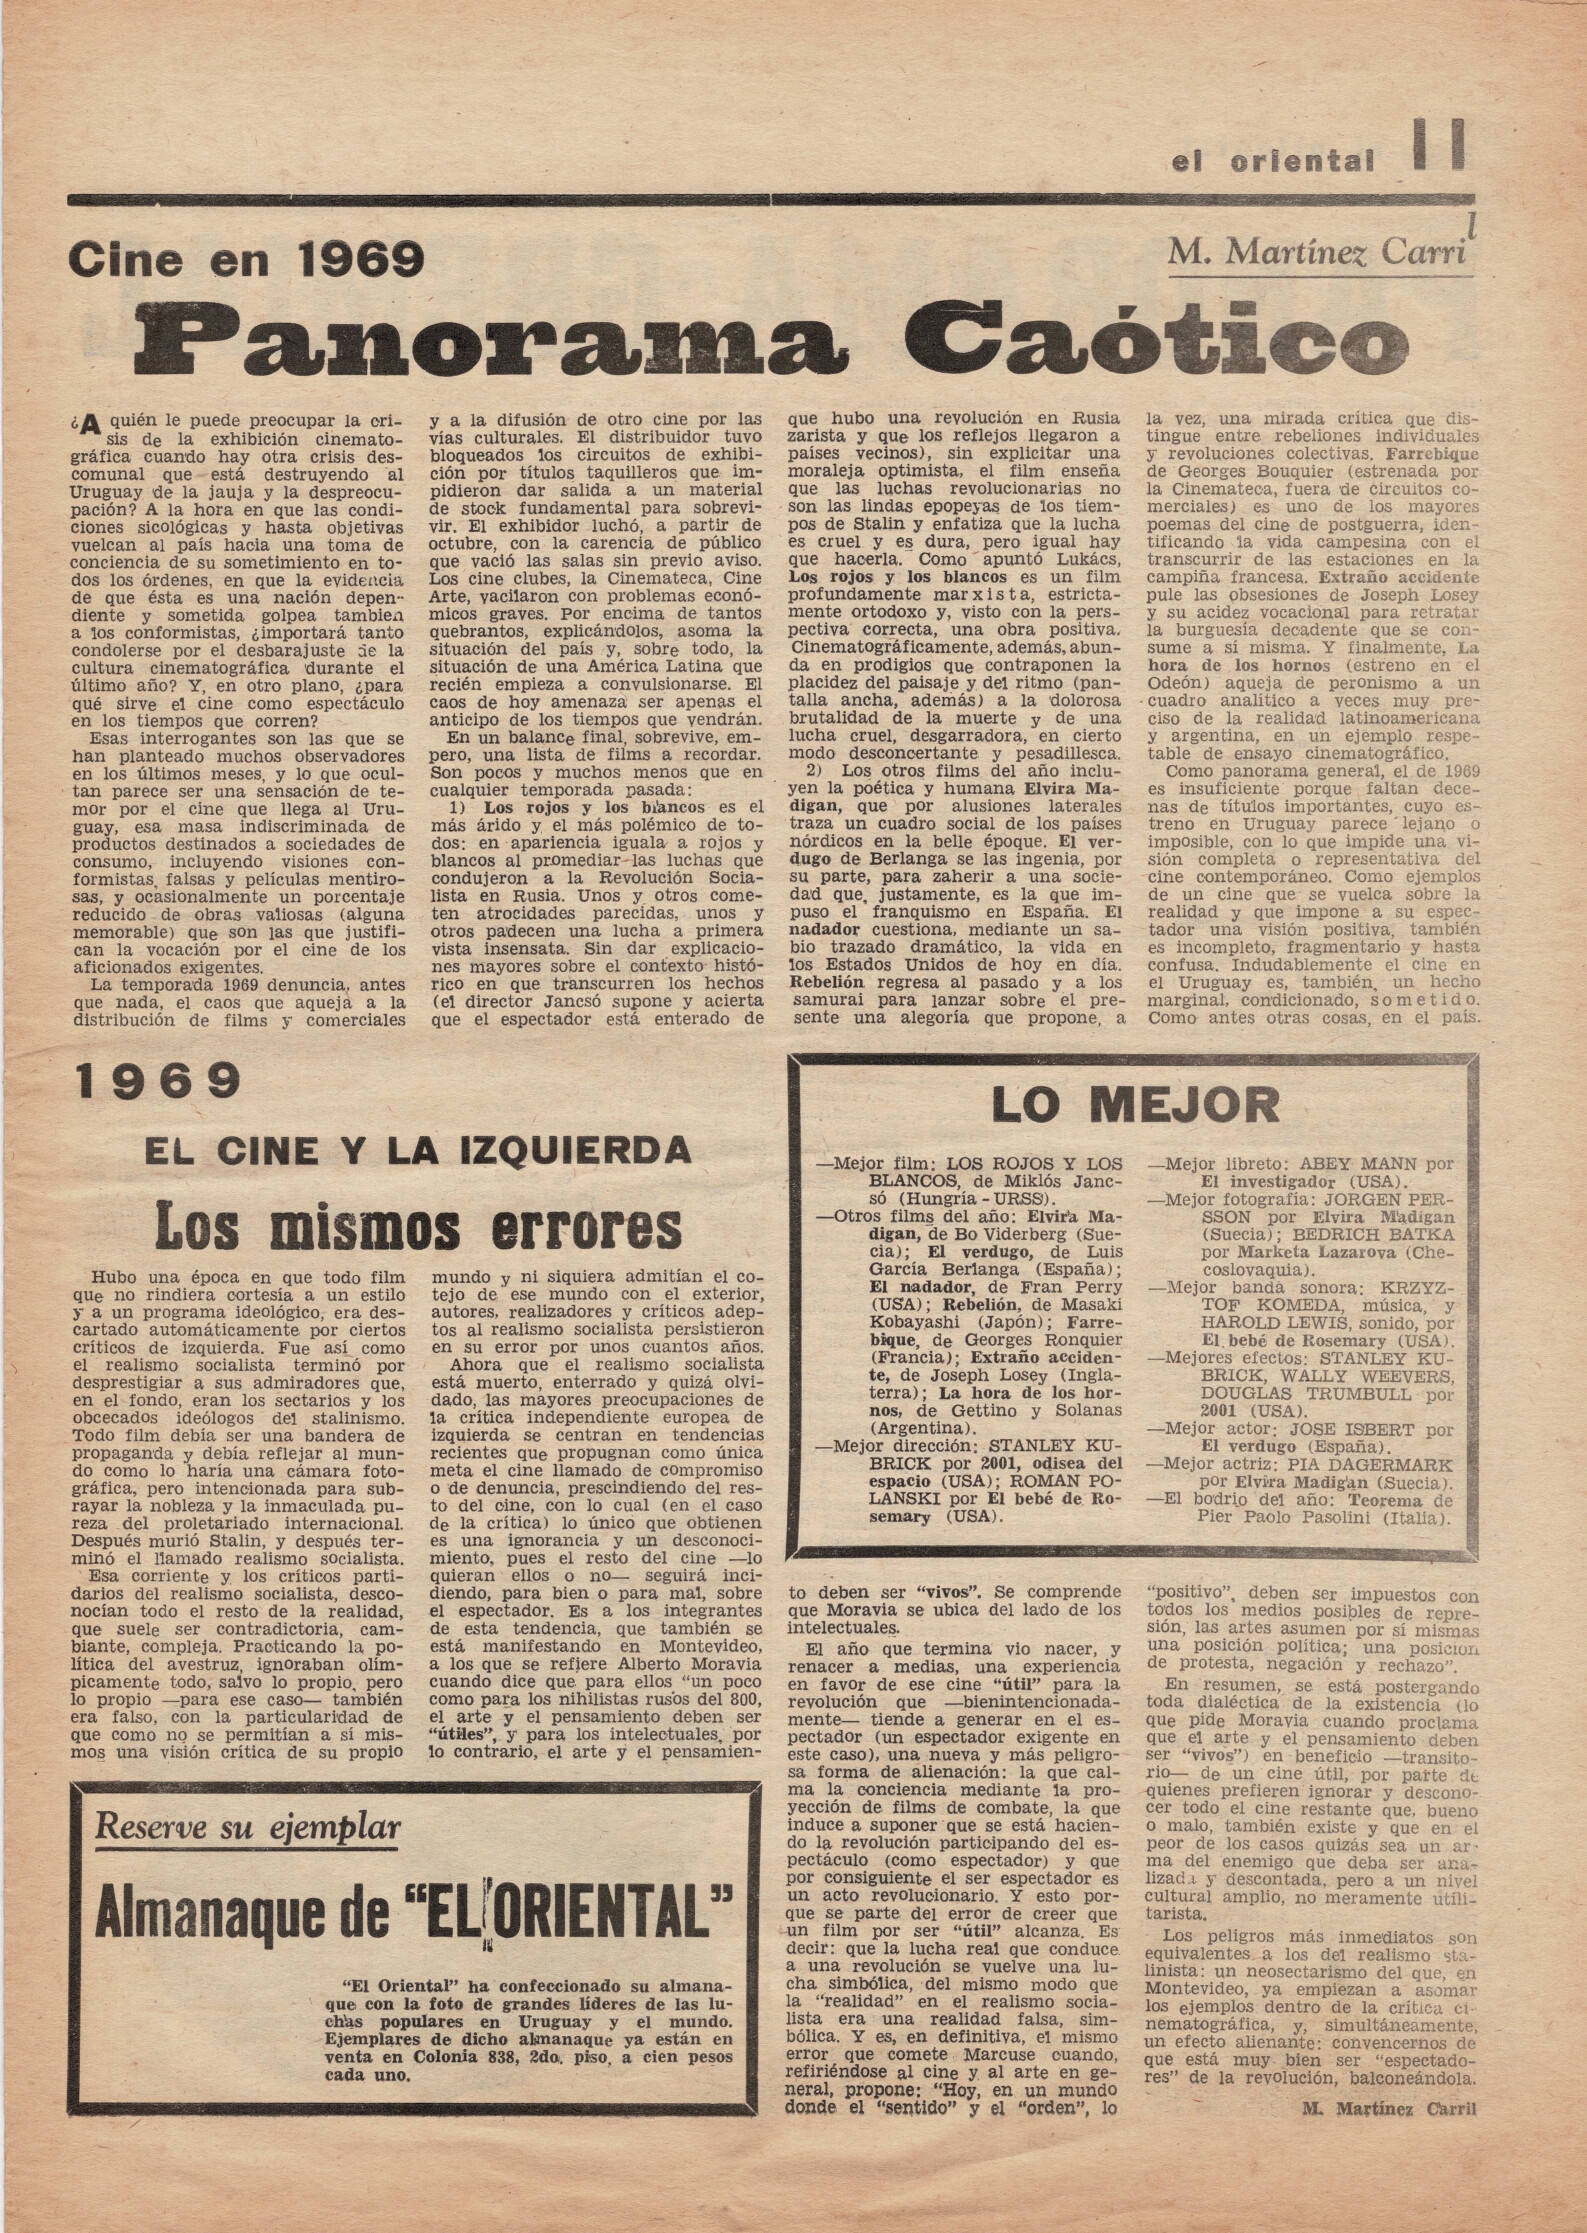 el oriental 11
Cine en 1969
M. Martínez Carril
Panorama Caótico
¿A quién le puede preocupar la cri-
sis de la exhibición cinemato-
gráfica cuando hay otra crisis des-
comunal que está destruyendo al
Uruguay de la jauja y la despreocu-
pación? A la hora en que las condi-
ciones sicológicas y hasta objetivas
vuelcan al país hacia una toma de
conciencia de su sometimiento en to-
dos los órdenes, en que la evidencia
de que ésta es una nación depen-
diente y sometida golpea tambien
a los conformistas, ¿importará tanto
condolerse por el desbarajuste de la
cultura cinematográfica durante el
último año? Y, en otro plano, ¿para
qué sirve el cine como espectáculo
en los tiempos que corren?
Esas interrogantes son las que se
han planteado muchos observadores
en los últimos meses, y lo que ocul-
tan parece ser una sensación de te-
mor por el cine que llega al Uru-
guay, esa masa indiscriminada de
productos destinados a sociedades de
consumo, incluyendo visiones con-
formistas, falsas y películas mentiro-
sas, y ocasionalmente un porcentaje
reducido de obras valiosas (alguna
memorable) que son las que justifi-
can la vocación por el cine de los
aficionados exigentes.
La temporada 1969 denuncia, antes
que nada, el caos que aqueja a la
distribución de films y comerciales
y a la difusión de otro cine por las
vías culturales. El distribuidor tuvo
bloqueados los circuitos de exhibi-
ción por títulos taquilleros que im-
pidieron dar salida a un material
de stock fundamental para sobrevi-
vir. El exhibidor luchó, a partir de
octubre, con la carencia de público
que vació las salas sin previo aviso.
Los cine clubes, la Cinemateca, Cine
Arte, vacilaron con problemas econó-
micos graves. Por encima de tantos
quebrantos, explicándolos, asoma la
situación del país y, sobre todo, la
situación de una América Latina que
recién empieza a convulsionarse. El
caos de hoy amenaza ser apenas el
anticipo de los tiempos que vendrán.
En un balance final, sobrevive, em-
pero, una lista de films a recordar.
Son pocos y muchos menos que en
cualquier temporada pasada:
1) Los rojos y los blancos es el
más árido y el más polémico de to-
dos: en apariencia iguala a rojos y
blancos al promediar las luchas que
condujeron a la Revolución Socia-
lista en Rusia. Unos y otros come-
ten atrocidades parecidas, unos y
otros padecen una lucha a primera
vista insensata. Sin dar explicacio-
nes mayores sobre el contexto histó-
rico en que transcurren los hechos
(el director Jancsó supone y acierta
que el espectador está enterado de
que hubo una revolución en Rusia
zarista y que los reflejos llegaron a
países vecinos), sin explicitar una
moraleja optimista, el film enseña
que las luchas revolucionarias no
son las lindas epopeyas de los tiem-
pos de Stalin y enfatiza que la lucha
es cruel y es dura, pero igual hay
que hacerla. Como apuntó Lukács,
Los rojos y los blancos es un film
profundamente marxista, estricta-
mente ortodoxo y, visto con la pers-
pectiva correcta, una obra positiva.
Cinematográficamente, además, abun-
da en prodigios que contraponen la
placidez del paisaje y del ritmo (pan-
talla ancha, además) a la dolorosa
brutalidad de la muerte y de una
lucha cruel, desgarradora, en cierto
modo desconcertante y pesadillesca.
2) Los otros films del año inclu-
yen la poética y humana Elvira Ma-
digan, que por alusiones laterales
traza un cuadro social de los países
nórdicos en la belle époque. El ver-
dugo de Berlanga se las ingenia, por
su parte, para zaherir a una socie-
dad que, justamente, es la que im-
puso el franquismo en España. El
nadador cuestiona, mediante un sa-
bio trazado dramático, la vida en
los Estados Unidos de hoy en día.
Rebelión regresa al pasado y a los
samurai para lanzar sobre el pre-
sente una alegoría que propone, a
la vez, una mirada crítica que dis-
tingue entre rebeliones individuales
y revoluciones colectivas. Farrebique
de Georges Bouquier (estrenada por
la Cinemateca, fuera de circuitos co-
merciales) es uno de los mayores
poemas del cine de postguerra, iden-
tificando la vida campesina con el
transcurrir de las estaciones en la
campiña francesa. Extraño accidente
pule las obsesiones de Joseph Losey
y su acidez vocacional para retratar
la burguesía decadente que se con-
sume a sí misma. Y finalmente, La
hora de los hornos (estreno en el
Odeón) aqueja de peronismo a un
cuadro analítico a veces muy pre-
ciso de la realidad latinoamericana
y argentina, en un ejemplo respe-
table de ensayo cinematográfico.
Como panorama general, el de 1969
es insuficiente porque faltan dece-
nas de títulos importantes, cuyo es-
treno en Uruguay parece lejano o
imposible, con lo que impide una vi-
sión completa o representativa del
cine contemporáneo. Como ejemplos
de un cine que se vuelca sobre la
realidad y que impone a su espec-
tador una visión positiva, también
es incompleto, fragmentario y hasta
confusa. Indudablemente el cine en
el Uruguay es, también, un hecho
marginal, condicionado, sometido.
Como antes otras cosas, en el país.
1969
EL CINE Y LA IZQUIERDA
Los mismos errores
Hubo una época en que todo film
que no rindiera cortesía a un estilo
y a un programa ideológico, era des-
cartado automáticamente por ciertos
críticos de izquierda. Fue así como
el realismo socialista terminó por
desprestigiar a sus admiradores que,
en el fondo, eran los sectarios y los
obcecados ideólogos del stalinismo.
Todo film debía ser una bandera de
propaganda y debía reflejar al mun-
do como lo haría una cámara foto-
gráfica, pero intencionada para sub-
rayar la nobleza y la inmaculada pu-
reza del proletariado internacional.
Después murió Stalin, y después ter-
minó el llamado realismo socialista.
Esa corriente y los críticos parti-
darios del realismo socialista, desco-
nocían todo el resto de la realidad,
que suele ser contradictoria, cam-
biante, compleja. Practicando la po-
lítica del avestruz, ignoraban olím-
picamente todo, salvo lo propio, pero
lo propio —para ese caso— también
era falso, con la particularidad de
que como no se permitían a sí mis-
mos una visión crítica de su propio
mundo y ni siquiera admitían el co-
tejo de ese mundo con el exterior,
autores, realizadores y críticos adep-
tos al realismo socialista persistieron
en su error por unos cuantos años.
Ahora que el realismo socialista
está muerto, enterrado y quizá olvi-
dado, las mayores preocupaciones de
la crítica independiente europea de
izquierda se centran en tendencias
recientes que propugnan como única
meta el cine llamado de compromiso
o de denuncia, prescindiendo del res-
to del cine, con lo cual (en el caso
de la crítica) lo único que obtienen
es una ignorancia y un desconoci-
miento, pues el resto del cine —lo
quieran ellos o no— seguirá inci-
diendo, para bien o para mal, sobre
el espectador. Es a los integrantes
de esta tendencia, que también se
está manifestando en Montevideo,
a los que se refiere Alberto Moravia
cuando dice que para ellos "un poco
como para los nihilistas rusos del 800,
el arte y el pensamiento deben ser
"útiles", y para los intelectuales, por
lo contrario, el arte y el pensamien-
LO MEJOR
—Mejor film: LOS ROJOS Y LOS
BLANCOS, de Miklós Janc-
só (Hungría - URSS).
—Otros films del año: Elvira Ma-
digan, de Bo Viderberg (Sue-
cia); El verdugo, de Luis
García Berlanga (España);
El nadador, de Fran Perry
(USA); Rebelión, de Masaki
Kobayashi (Japón); Farre-
bique, de Georges Ronquier
(Francia); Extraño acciden-
te, de Joseph Losey (Ingla-
terra); La hora de los hor-
nos, de Gettino y Solanas
(Argentina).
—Mejor dirección: STANLEY KU-
BRICK por 2001, odisea del
espacio (USA); ROMAN PO-
LANSKI por El bebé de Ro-
semary (USA).
—Mejor libreto: ABEY MANN por
El investigador (USA).
—Mejor fotografía: JORGEN PER-
SSON por Elvira Madigan
(Suecia); BEDRICH BATKA
por Marketa Lazarova (Che-
coslovaquia).
—Mejor banda sonora: KRZYZ-
TOF KOMEDA, música, y
HAROLD LEWIS, sonido, por
El bebé de Rosemary (USA).
—Mejores efectos: STANLEY KU-
BRICK, WALLY WEEVERS,
DOUGLAS TRUMBULL por
2001 (USA).
—Mejor actor: JOSE ISBERT por
El verdugo (España).
—Mejor actriz: PIA DAGERMARK
por Elvira Madigan (Suecia).
—El bodrio del año: Teorema de
Pier Paolo Pasolini (Italia).
to deben ser "vivos". Se comprende
que Moravia se ubica del lado de los
intelectuales.
El año que termina vio nacer, y
renacer a medias, una experiencia
en favor de ese cine "útil" para la
revolución que —bienintencionada-
mente— tiende a generar en el es-
pectador (un espectador exigente en
este caso), una nueva y más peligro-
sa forma de alienación: la que cal-
ma la conciencia mediante la pro-
yección de films de combate, la que
induce a suponer que se está hacien-
do la revolución participando del es-
pectáculo (como espectador) y que
por consiguiente el ser espectador es
un acto revolucionario. Y esto por-
que se parte del error de creer que
un film por ser "útil" alcanza. Es
decir: que la lucha real que conduce
a una revolución se vuelve una lu-
cha simbólica, del mismo modo que
la "realidad" en el realismo socia-
lista era una realidad falsa, sim-
bólica. Y es, en definitiva, el mismo
error que comete Marcuse cuando,
refiriéndose al cine y al arte en ge-
neral, propone: "Hoy, en un mundo
donde el "sentido" y el "orden", lo
"positivo", deben ser impuestos con
todos los medios posibles de repre-
sión, las artes asumen por sí mismas
una posición política; una posición
de protesta, negación y rechazo".
En resumen, se está postergando
toda dialéctica de la existencia (lo
que pide Moravia cuando proclama
que el arte y el pensamiento deben
ser "vivos") en beneficio —transito-
rio— de un cine útil, por parte de
quienes prefieren ignorar y descono-
cer todo el cine restante que, bueno
o malo, también existe y que en el
peor de los casos quizás sea un ar-
ma del enemigo que deba ser ana-
lizada y descontada, pero a un nivel
cultural amplio, no meramente utili-
tarista.
Los peligros más inmediatos son
equivalentes a los del realismo sta-
linista: un neosectarismo del que, en
Montevideo, ya empiezan a asomar
los ejemplos dentro de la crítica ci-
nematográfica, y, simultáneamente,
un efecto alienante: convencernos de
que está muy bien ser "espectado-
res" de la revolución, balconeándola.
M. Martínez Carril
Reserve su ejemplar
Almanaque de "EL ORIENTAL"
"El Oriental" ha confeccionado su almana-
que con la foto de grandes líderes de las lu-
chas populares en Uruguay y el mundo.
Ejemplares de dicho almanaque ya están en
venta en Colonia 838, 2do. piso, a cien pesos
cada uno.